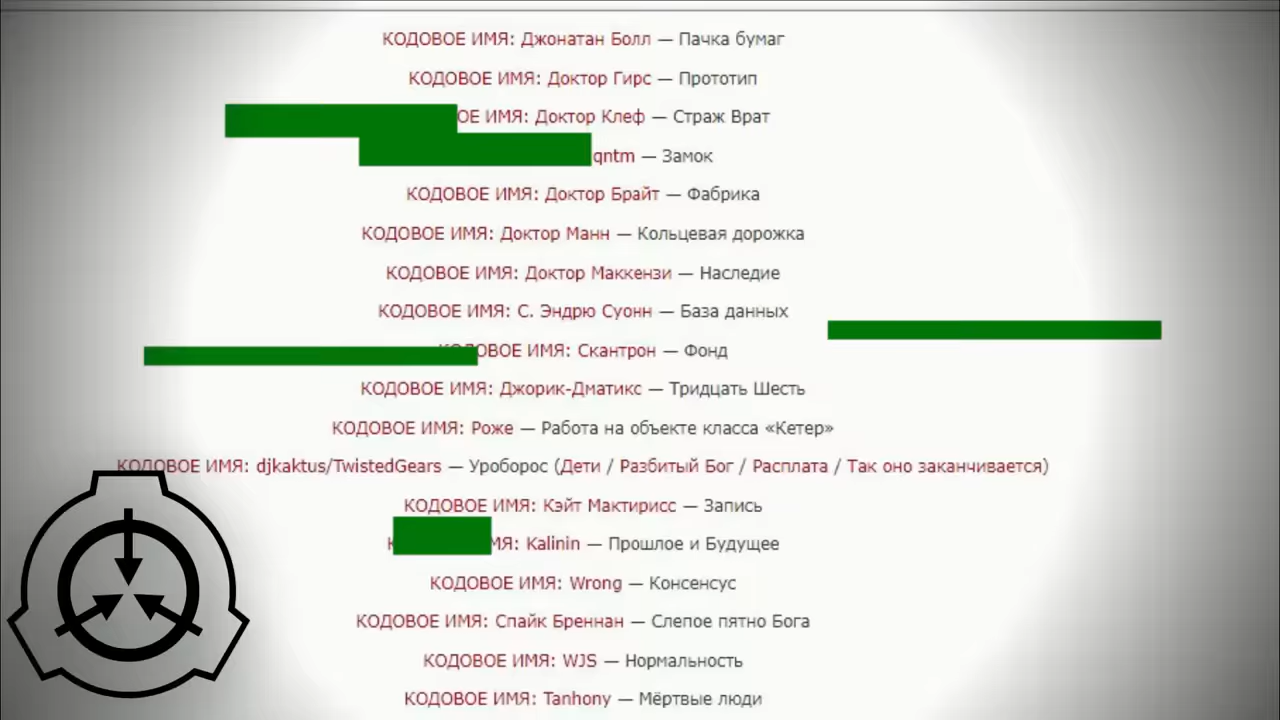 КОДОВОЕ ИМЯ: Джонатан Болл — Пачка бумаг
КОДОВОЕ ИМЯ: Доктор Гирс — Прототип
ОЕ ИМЯ: Доктор Клеф — Страж Врат
qntm — Замок
КОДОВОЕ ИМЯ: Доктор Брайт — Фабрика
КОДОВОЕ ИМЯ: Доктор Манн — Кольцевая дорожка
КОДОВОЕ ИМЯ: Доктор Маккензи — Наследие
КОДОВОЕ ИМЯ: С. Эндрю Суонн — База данных
ОЕ ИМЯ: Скантрон — Фонд
КОДОВОЕ ИМЯ: Джорик-Дматикс — Тридцать Шесть
КОДОВОЕ ИМЯ: Роже — Работа на объекте класса «Кетер»
КОДОВОЕ ИМЯ: djkaktus/TwistedGears — Уроборос (Дети / Разбитый Бог / Расплата / Так оно заканчивается)
КОДОВОЕ ИМЯ: Кэйт Мактирисс — Запись
МЯ: Kalinin — Прошлое и Будущее
КОДОВОЕ ИМЯ: Wrong — Консенсус
КОДОВОЕ ИМЯ: Спайк Бреннан — Слепое пятно Бога
КОДОВОЕ ИМЯ: WJS — Нормальность
КОДОВОЕ ИМЯ: Tanhony — Мёртвые люди